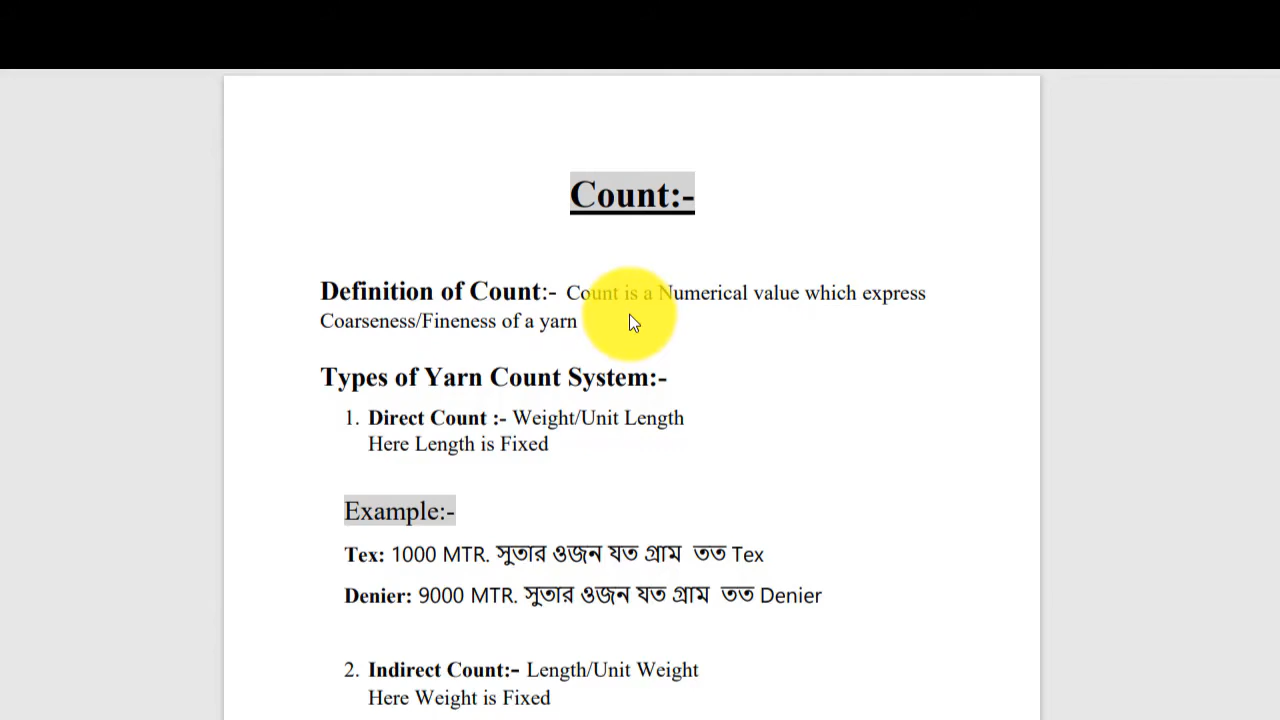 Count:-
Definition of Count:- Count is a Numerical value which express
Coarseness/Fineness of a yarn
Types of Yarn Count System:-
1. Direct Count :- Weight/Unit Length
Here Length is Fixed
Example:-
Tex: 1000 MTR. সুতার ওজন যত গ্রাম তত Tex
Denier: 9000 MTR. সুতার ওজন যত গ্রাম তত Denier
2. Indirect Count:- Length/Unit Weight
Here Weight is Fixed